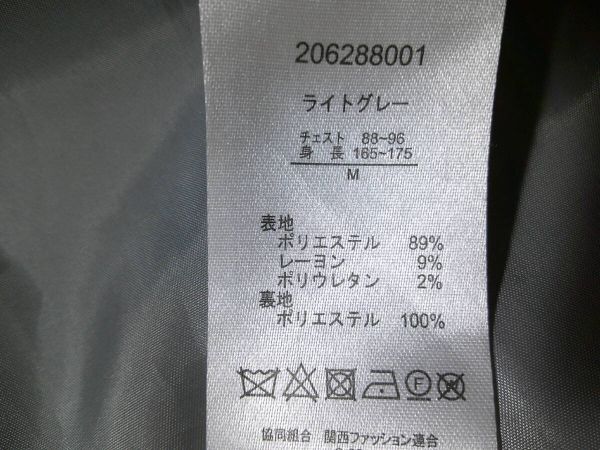 206288001
ライトグレー
チェスト 88~96
身長 165~175
M
表地
ポリエステル 89%
レーヨン 9%
ポリウレタン 2%
裏地
ポリエステル 100%
協同組合 関西ファッション連合